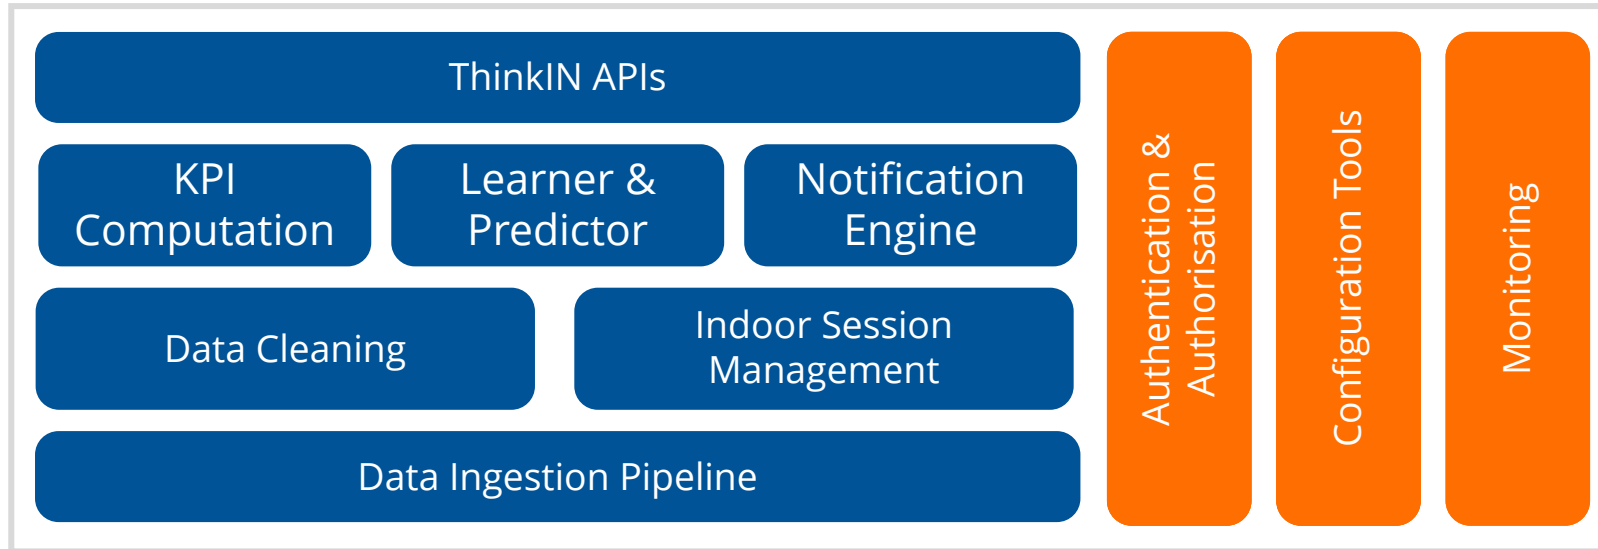 ThinkIN APIs
KPI
Computation
Learner &
Predictor
Notification
Engine
Data Cleaning
Indoor Session
Management
Data Ingestion Pipeline
Authentication &
Authorisation
Configuration Tools
Monitoring